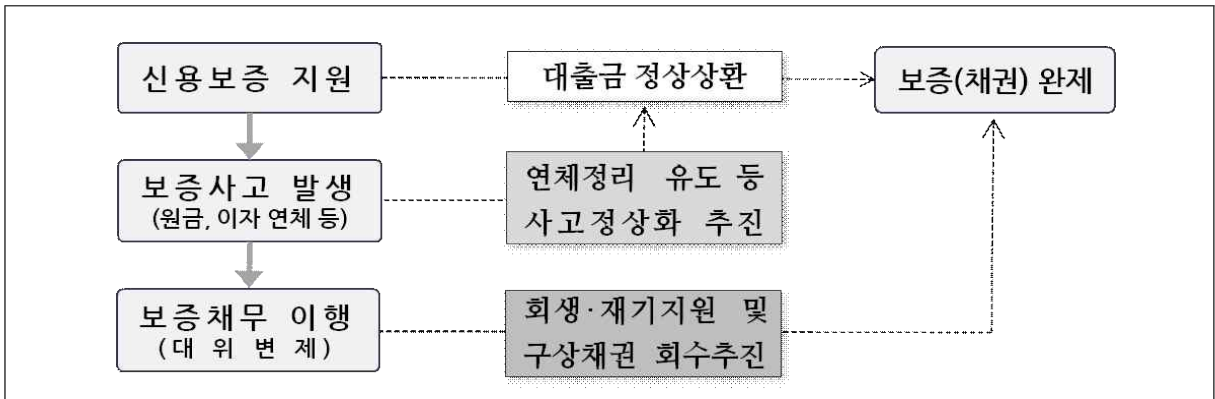 신용보증 지원
대출금 정상상환
보증(채권) 완제
보증사고 발생
(원금, 이자 연체 등)
연체정리 유도 등
사고정상화 추진
보증채무 이행
(대 위 변 제)
회생·재기지원 및
구상채권 회수추진